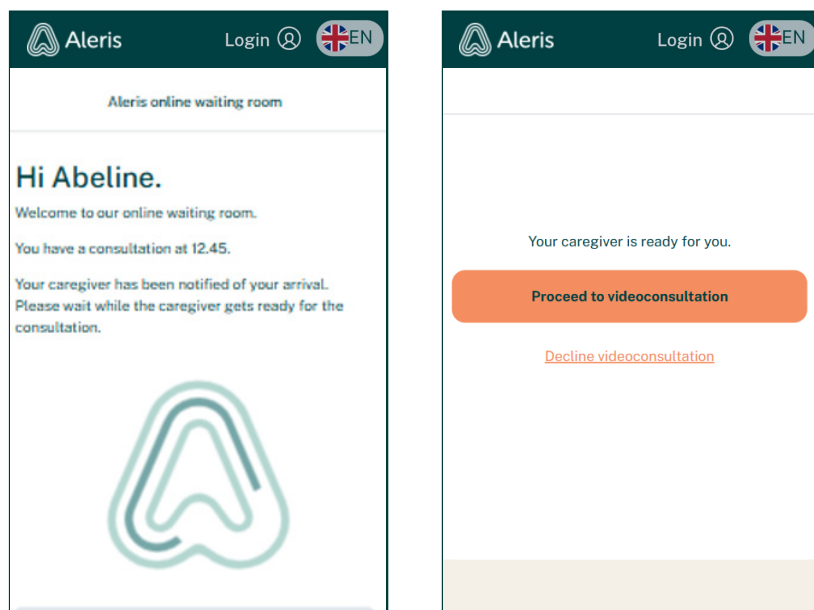 Aleris
Login
EN
Aleris online waiting room
Hi Abeline.
Welcome to our online waiting room.
You have a consultation at 12.45.
Your caregiver has been notified of your arrival.
Please wait while the caregiver gets ready for the
consultation.
Aleris
Login
EN
Your caregiver is ready for you.
Proceed to videoconsultation
Decline videoconsultation